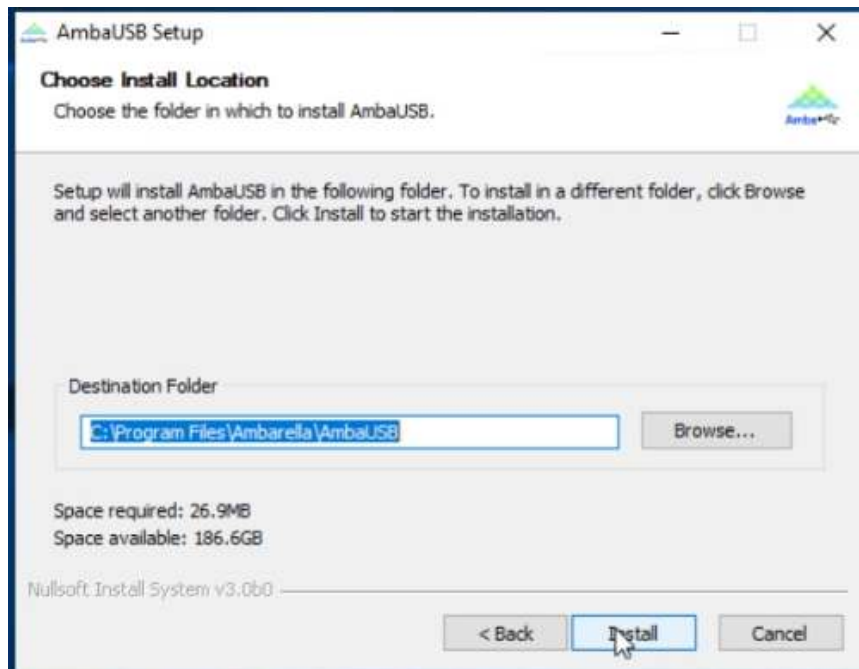 AmbaUSB Setup
Choose Install Location
Choose the folder in which to install AmbaUSB.
Amba
Setup will install AmbaUSB in the following folder. To install in a different folder, click Browse
and select another folder. Click Install to start the installation.
Destination Folder
C:\Program Files\Ambarella\AmbaUSB
Browse...
Space required: 26.9MB
Space available: 186.6GB
Nullsoft Install System v3.0b0
< Back
Install
Cancel